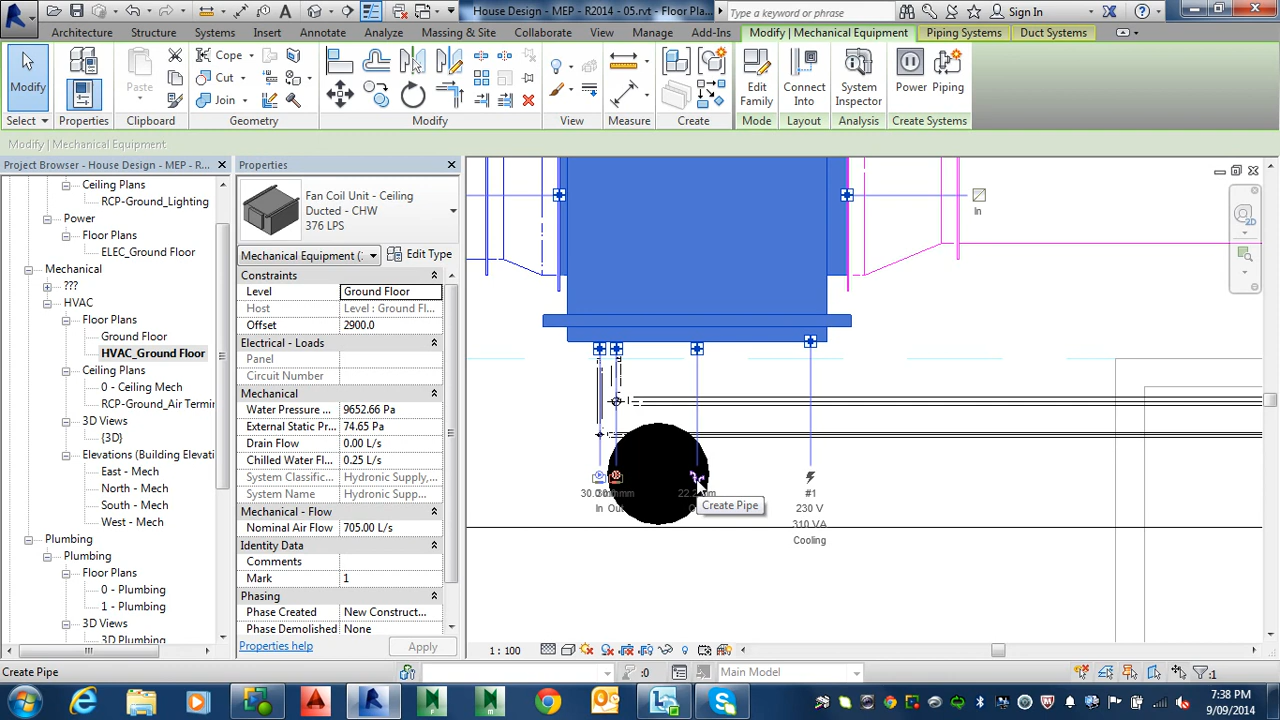 House Design - MEP - R2014 - 05.rvt - Floor Pla...
Type a keyword or phrase
Sign In
Architecture Structure Systems Insert Annotate Analyze Massing & Site Collaborate View Manage Add-Ins Modify | Mechanical Equipment Piping Systems Duct Systems
Modify
Properties
Paste
Cope
Cut
Join
Edit Family
Connect Into
System Inspector
Power
Piping
Select
Properties
Clipboard
Geometry
Modify
View
Measure
Create
Mode
Layout
Analysis
Create Systems
Modify | Mechanical Equipment
Project Browser - House Design - MEP - R...
Ceiling Plans
RCP-Ground_Lighting
Power
Floor Plans
ELEC_Ground Floor
Mechanical
???
HVAC
Floor Plans
Ground Floor
HVAC_Ground Floor
Ceiling Plans
0 - Ceiling Mech
RCP-Ground_Air Termin
3D Views
{3D}
Elevations (Building Elevati
East - Mech
North - Mech
South - Mech
West - Mech
Plumbing
Plumbing
Floor Plans
0 - Plumbing
1 - Plumbing
3D Views
3D Plumbing
Properties
Fan Coil Unit - Ceiling
Ducted - CHW
376 LPS
Mechanical Equipment (
Edit Type
Constraints
Level Ground Floor
Host Level : Ground Fl...
Offset 2900.0
Electrical - Loads
Panel
Circuit Number
Mechanical
Water Pressure ... 9652.66 Pa
External Static Pr... 74.65 Pa
Drain Flow 0.00 L/s
Chilled Water Fl... 0.25 L/s
System Classific... Hydronic Supply,...
System Name Hydronic Supp...
Mechanical - Flow
Nominal Air Flow 705.00 L/s
Identity Data
Comments
Mark 1
Phasing
Phase Created New Construct...
Phase Demolished None
Properties help
Apply
In
2D
In
Out
Create Pipe
#1
230 V
310 VA
Cooling
1 : 100
Create Pipe
:0
Main Model
:1
7:38 PM
9/09/2014